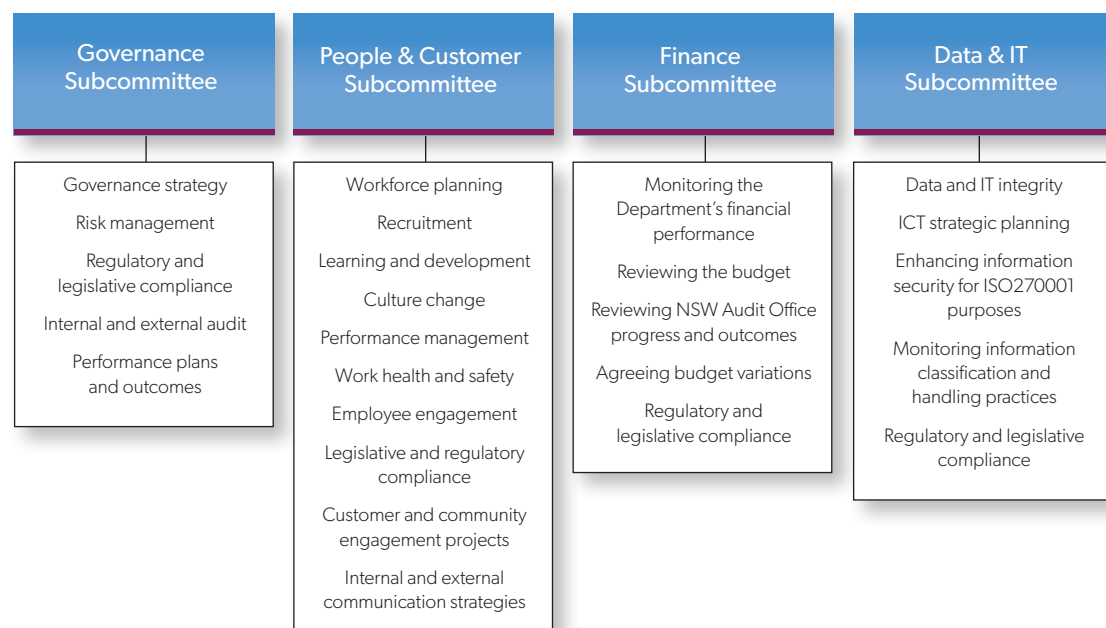 Governance
Subcommittee
Governance strategy
Risk management
Regulatory and
legislative compliance
Internal and external audit
Performance plans
and outcomes
People & Customer
Subcommittee
Workforce planning
Recruitment
Learning and development
Culture change
Performance management
Work health and safety
Employee engagement
Legislative and regulatory
compliance
Customer and community
engagement projects
Internal and external
communication strategies
Finance
Subcommittee
Monitoring the
Department's financial
performance
Reviewing the budget
Reviewing NSW Audit Office
progress and outcomes
Agreeing budget variations
Regulatory and
legislative compliance
Data & IT
Subcommittee
Data and IT integrity
ICT strategic planning
Enhancing information
security for ISO270001
purposes
Monitoring information
classification and
handling practices
Regulatory and legislative
compliance